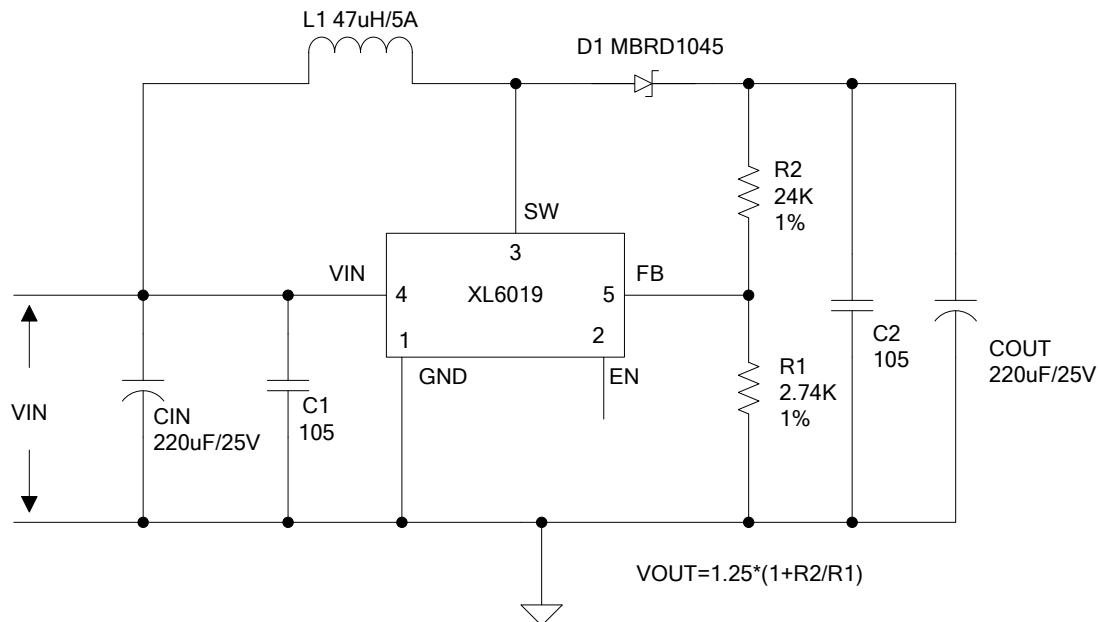 L1 47uH/5A
D1 MBRD1045
R2
24K
1%
SW
3
VIN
FB
4
XL6019
5
1
2
GND
EN
C2
105
COUT
220uF/25V
R1
2.74K
1%
VIN
CIN
220uF/25V
C1
105
VOUT=1.25*(1+R2/R1)